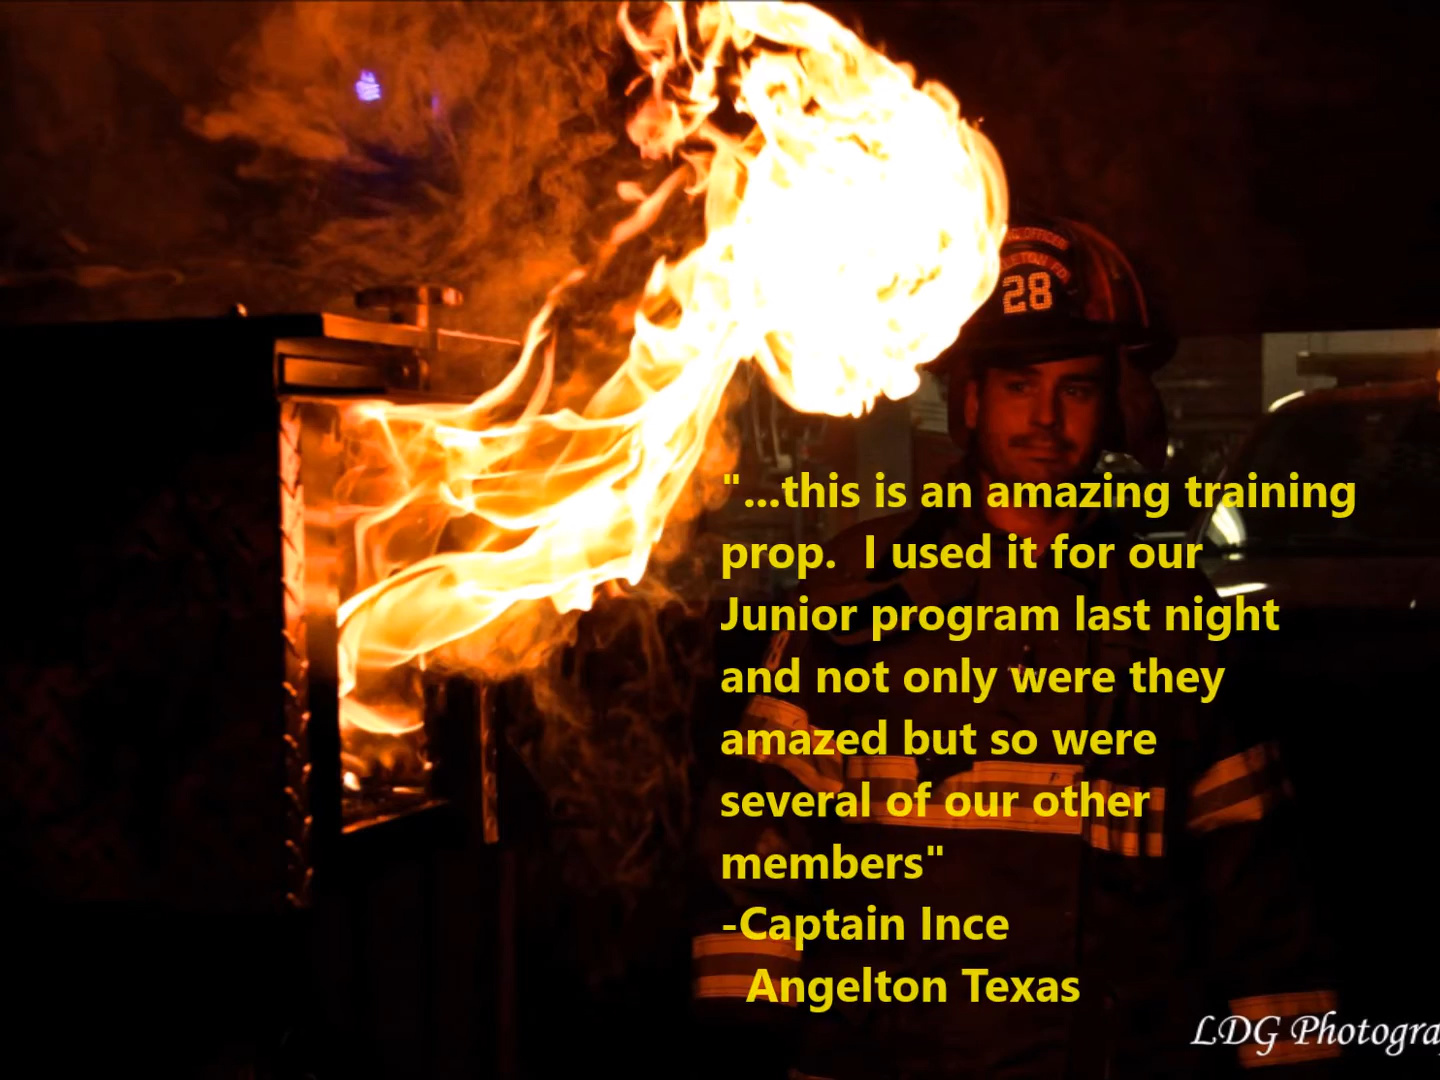 28
"...this is an amazing training
prop.  I used it for our
Junior program last night
and not only were they
amazed but so were
several of our other
members"
-Captain Ince
Angelton Texas
LDG